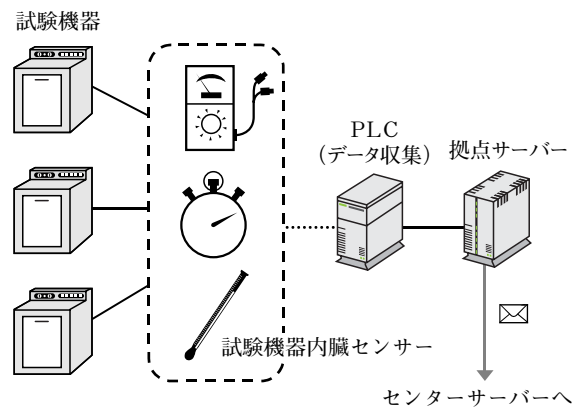 試験機器
PLC
(データ収集)
拠点サーバー
試験機器内臓センサー
センターサーバーへ